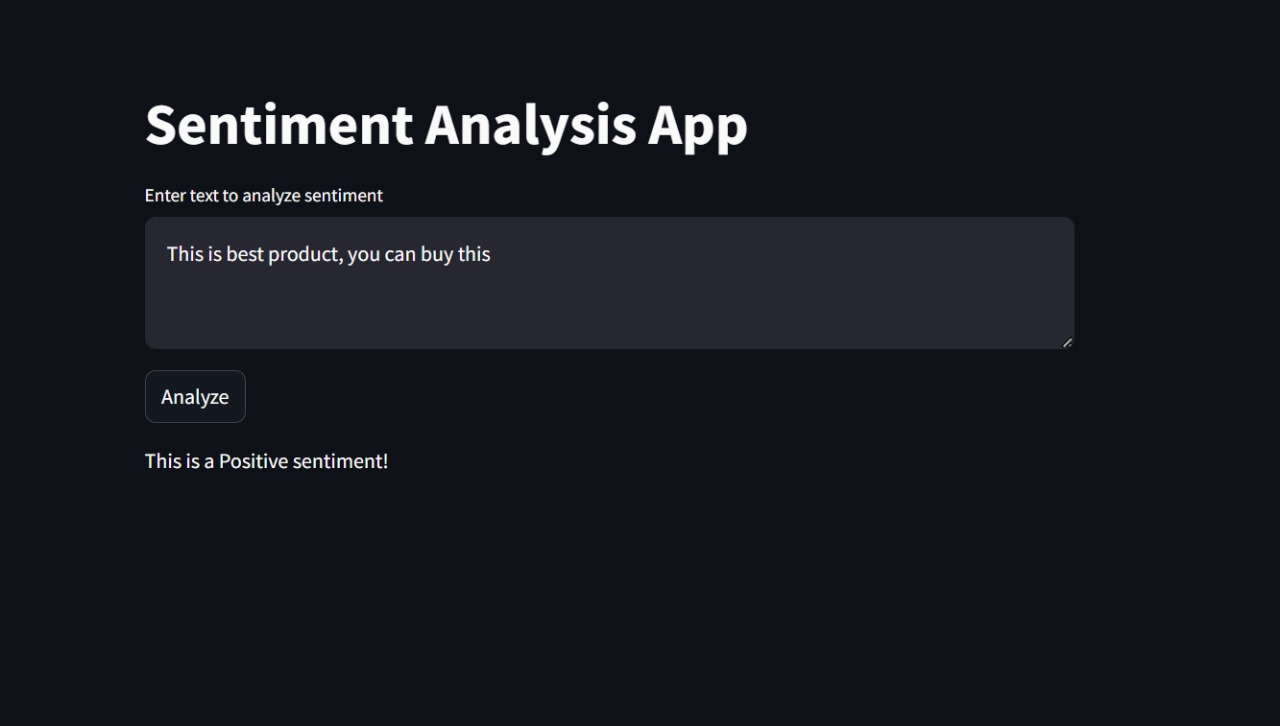 Sentiment Analysis App
Enter text to analyze sentiment
This is best product, you can buy this
Analyze
This is a Positive sentiment!